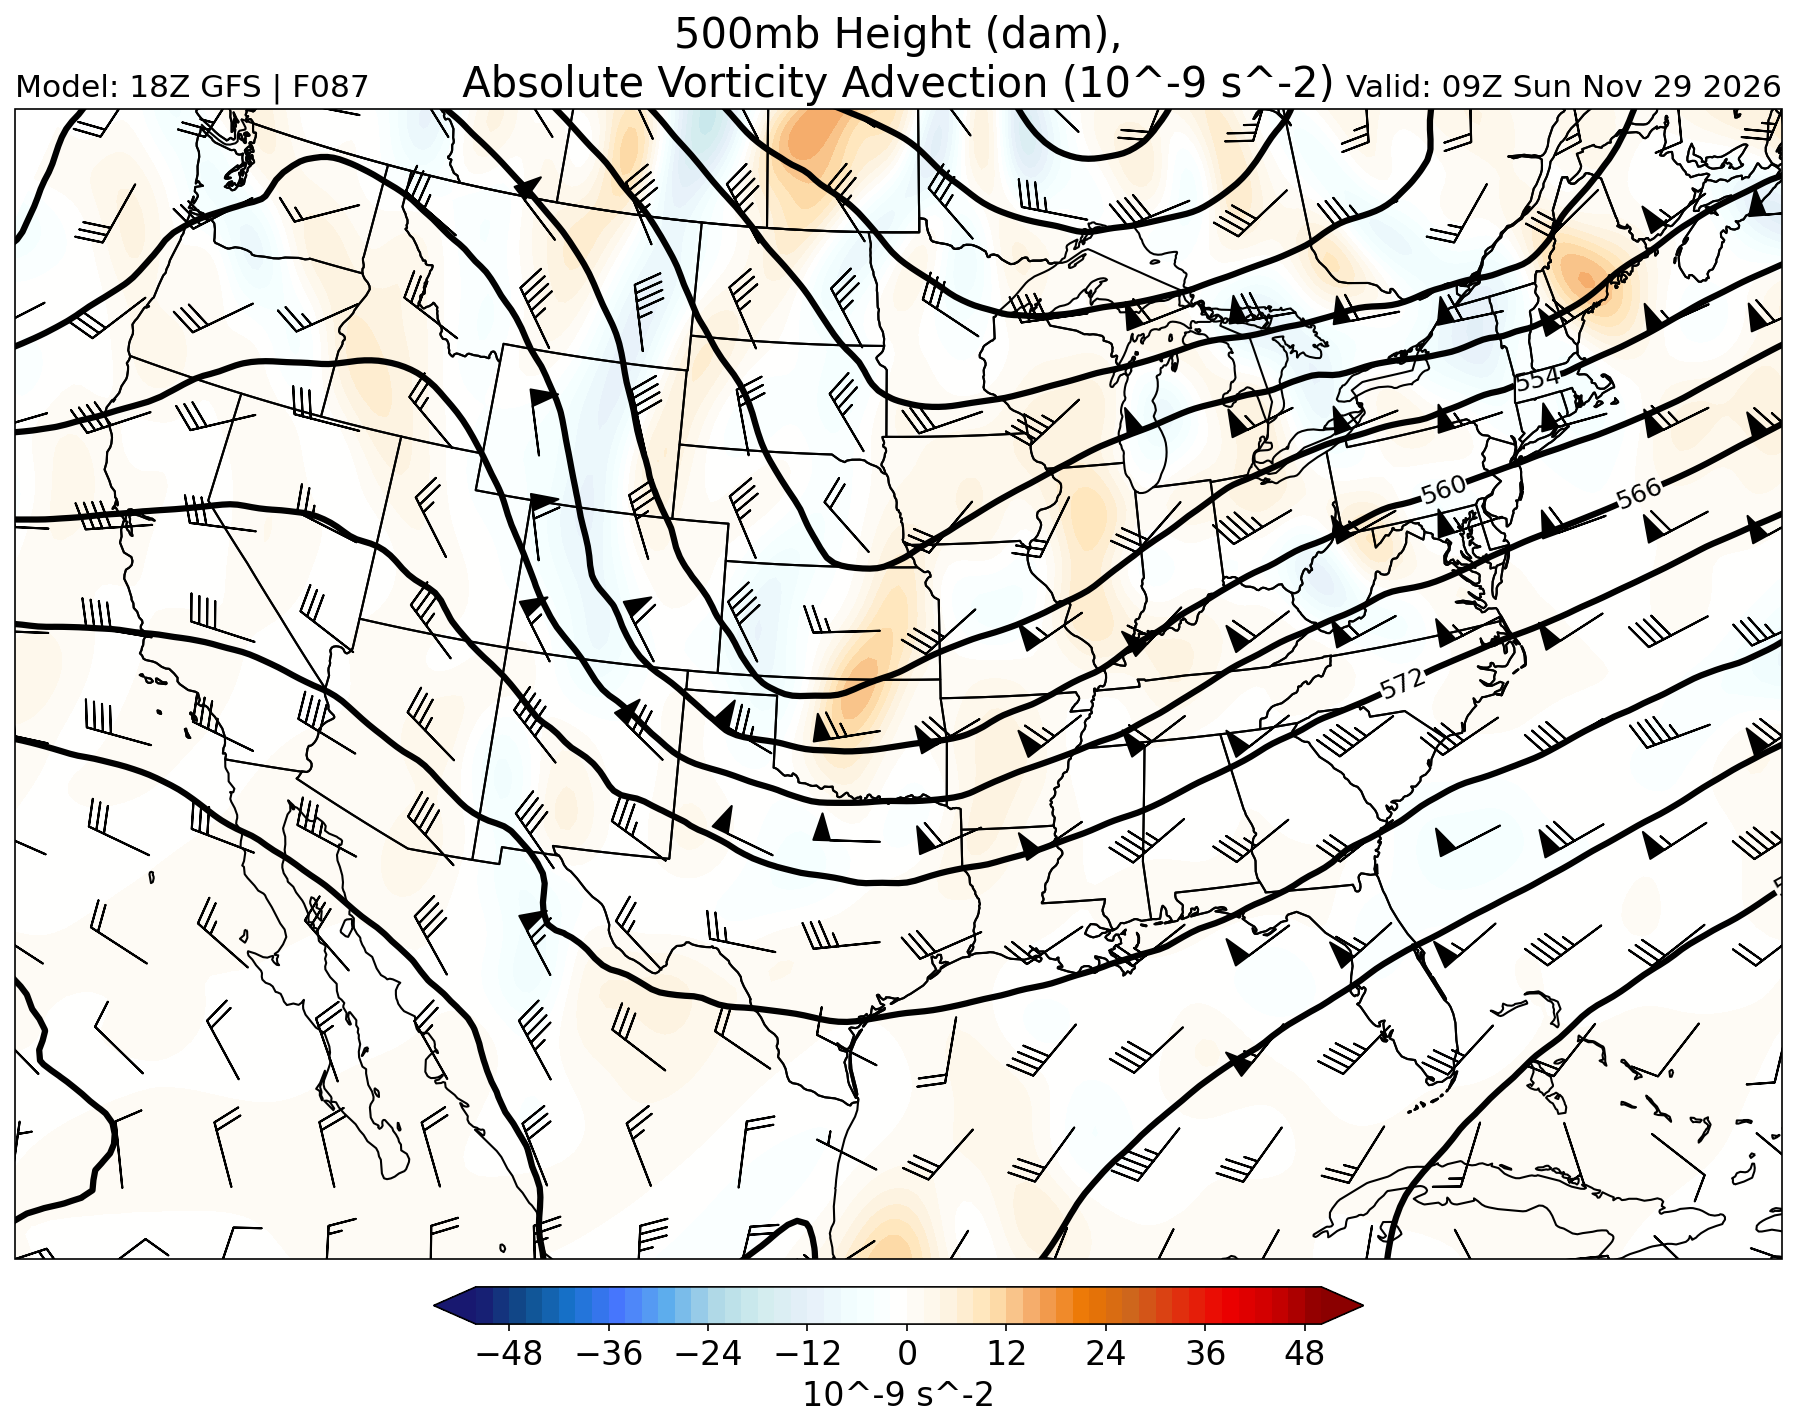 500mb Height (dam),
Model: 18Z GFS | F087
Absolute Vorticity Advection (10^-9 s^-2)
Valid: 09Z Sun Nov 29 2026
554
560
566
572
−48 −36 −24 −12 0 12 24 36 48
10^-9 s^-2